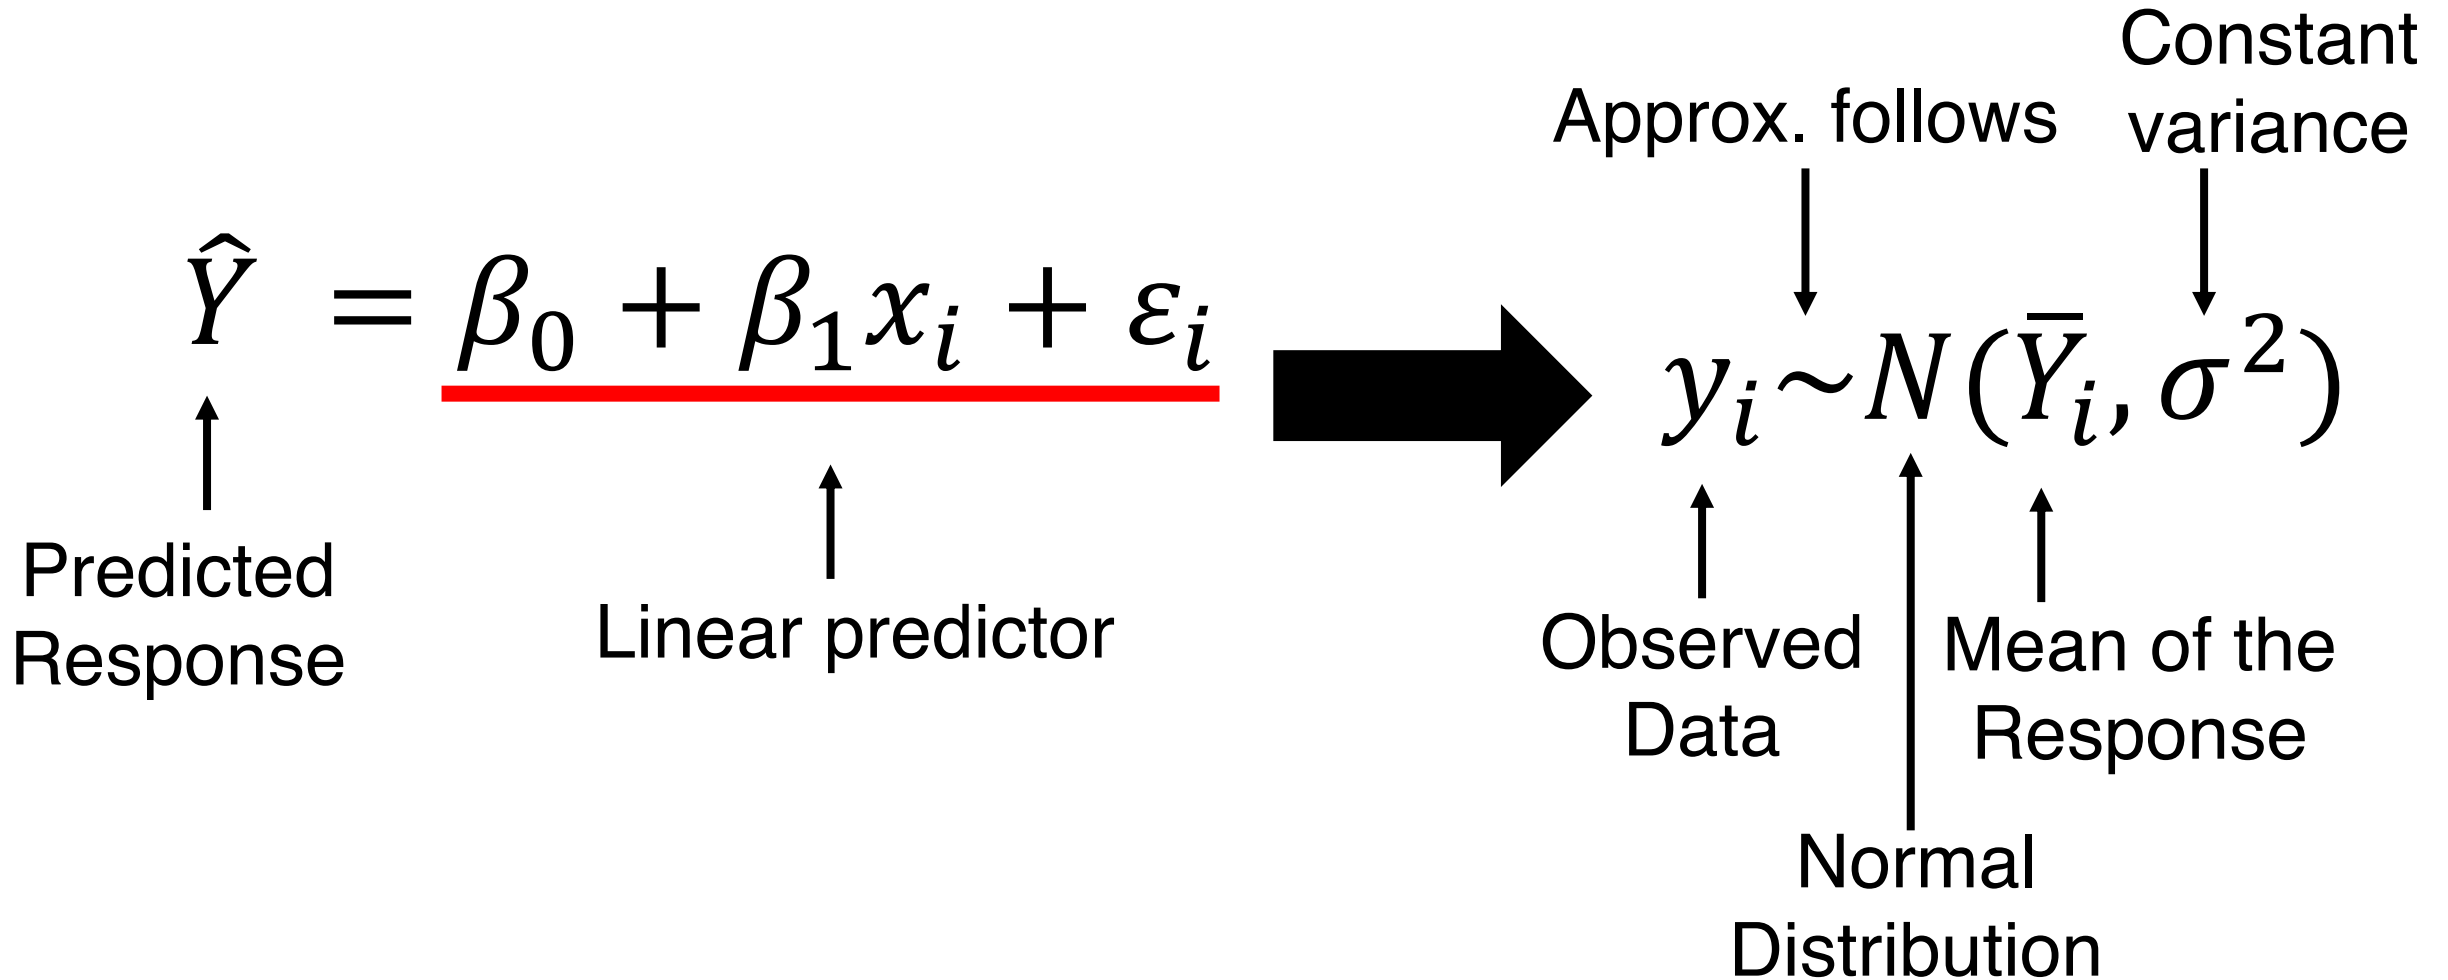 Constant
variance
Approx. follows
Ŷ = β₀ + β₁xᵢ + εᵢ
yᵢ~N(Ȳᵢ, σ²)
Predicted
Response
Linear predictor
Observed
Data
Mean of the
Response
Normal
Distribution